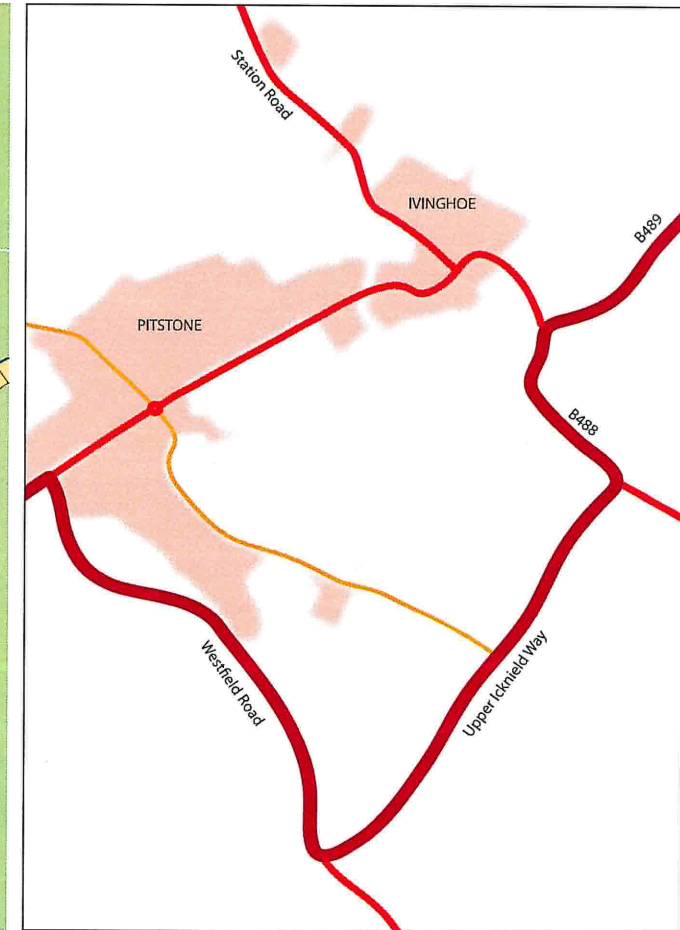 Station Road
IVINGHOE
B489
PITSTONE
B488
Westfield Road
Upper Icknield Way